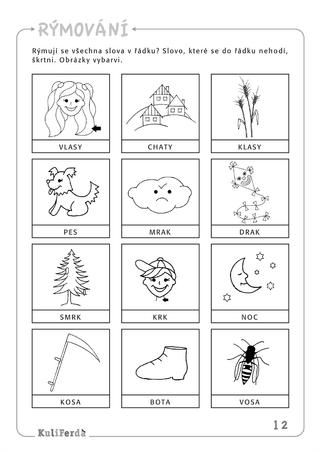 RÝMOVÁNÍ
Rýmují se všechna slova v řádku? Slovo, které se do řádku nehodí,
škrtni. Obrázky vybarvi.
VLASY CHATY KLASY
PES MRAK DRAK
SMRK KRK NOC
KOSA BOTA VOSA
KuliFerda 12